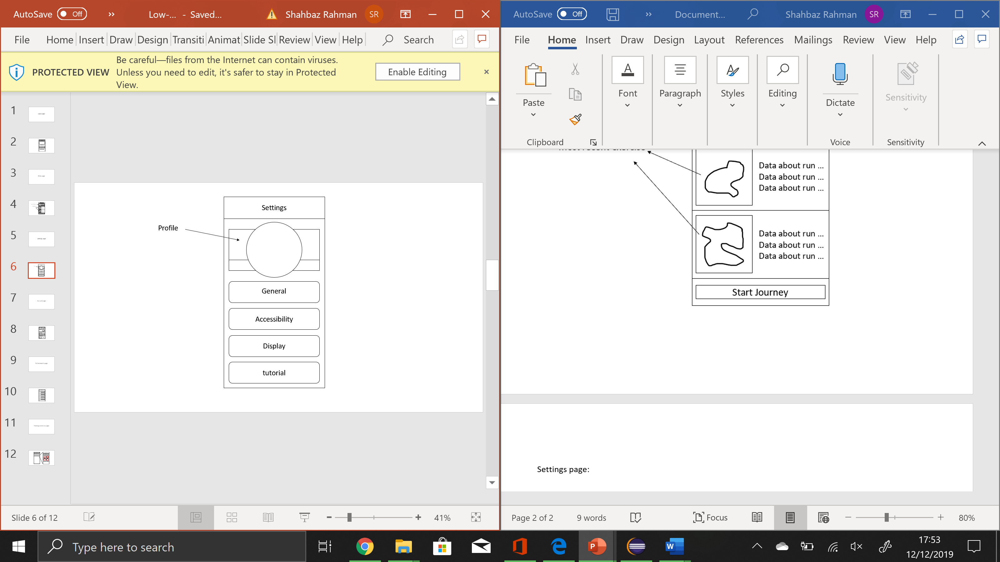 AutoSave Off Low-... - Saved... Shahbaz Rahman SR
File Home Insert Draw Design Transiti Animat Slide Sl Review View Help Search
PROTECTED VIEW
Be careful—files from the Internet can contain viruses.
Unless you need to edit, it's safer to stay in Protected
View.
Enable Editing
1
2
3
4
5
6
7
8
9
10
11
12
Settings
Profile
General
Accessibility
Display
tutorial
Slide 6 of 12
41%
AutoSave Off Document... Shahbaz Rahman SR
File Home Insert Draw Design Layout References Mailings Review View Help
Paste
Font
Paragraph
Styles
Editing
Dictate
Sensitivity
Clipboard
Voice
Sensitivity
Data about run ...
Data about run ...
Data about run ...
Data about run ...
Data about run ...
Data about run ...
Start Journey
Settings page:
Page 2 of 2 9 words Focus 80%
Type here to search
P
W
17:53
12/12/2019